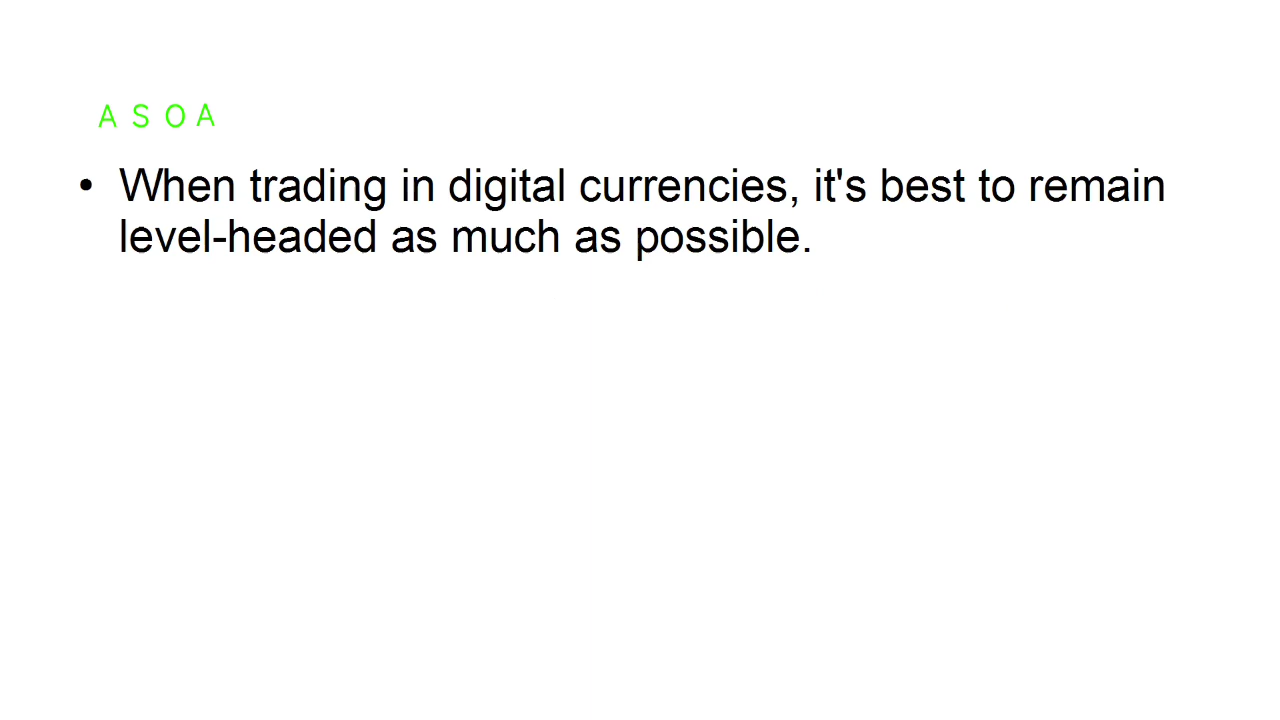 A S O A
• When trading in digital currencies, it's best to remain
level-headed as much as possible.